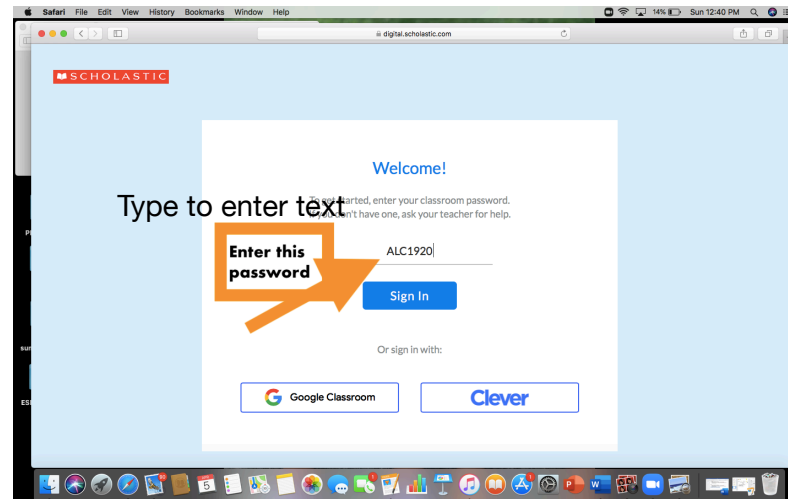 Safari File Edit View History Bookmarks Window Help 14% Sun 12:40 PM
digital.scholastic.com
SCHOLASTIC
Welcome!
To get started, enter your classroom password.
Type to enter text
If you don't have one, ask your teacher for help.
Enter this
password
ALC1920
Sign In
Or sign in with:
Google Classroom
Clever
5